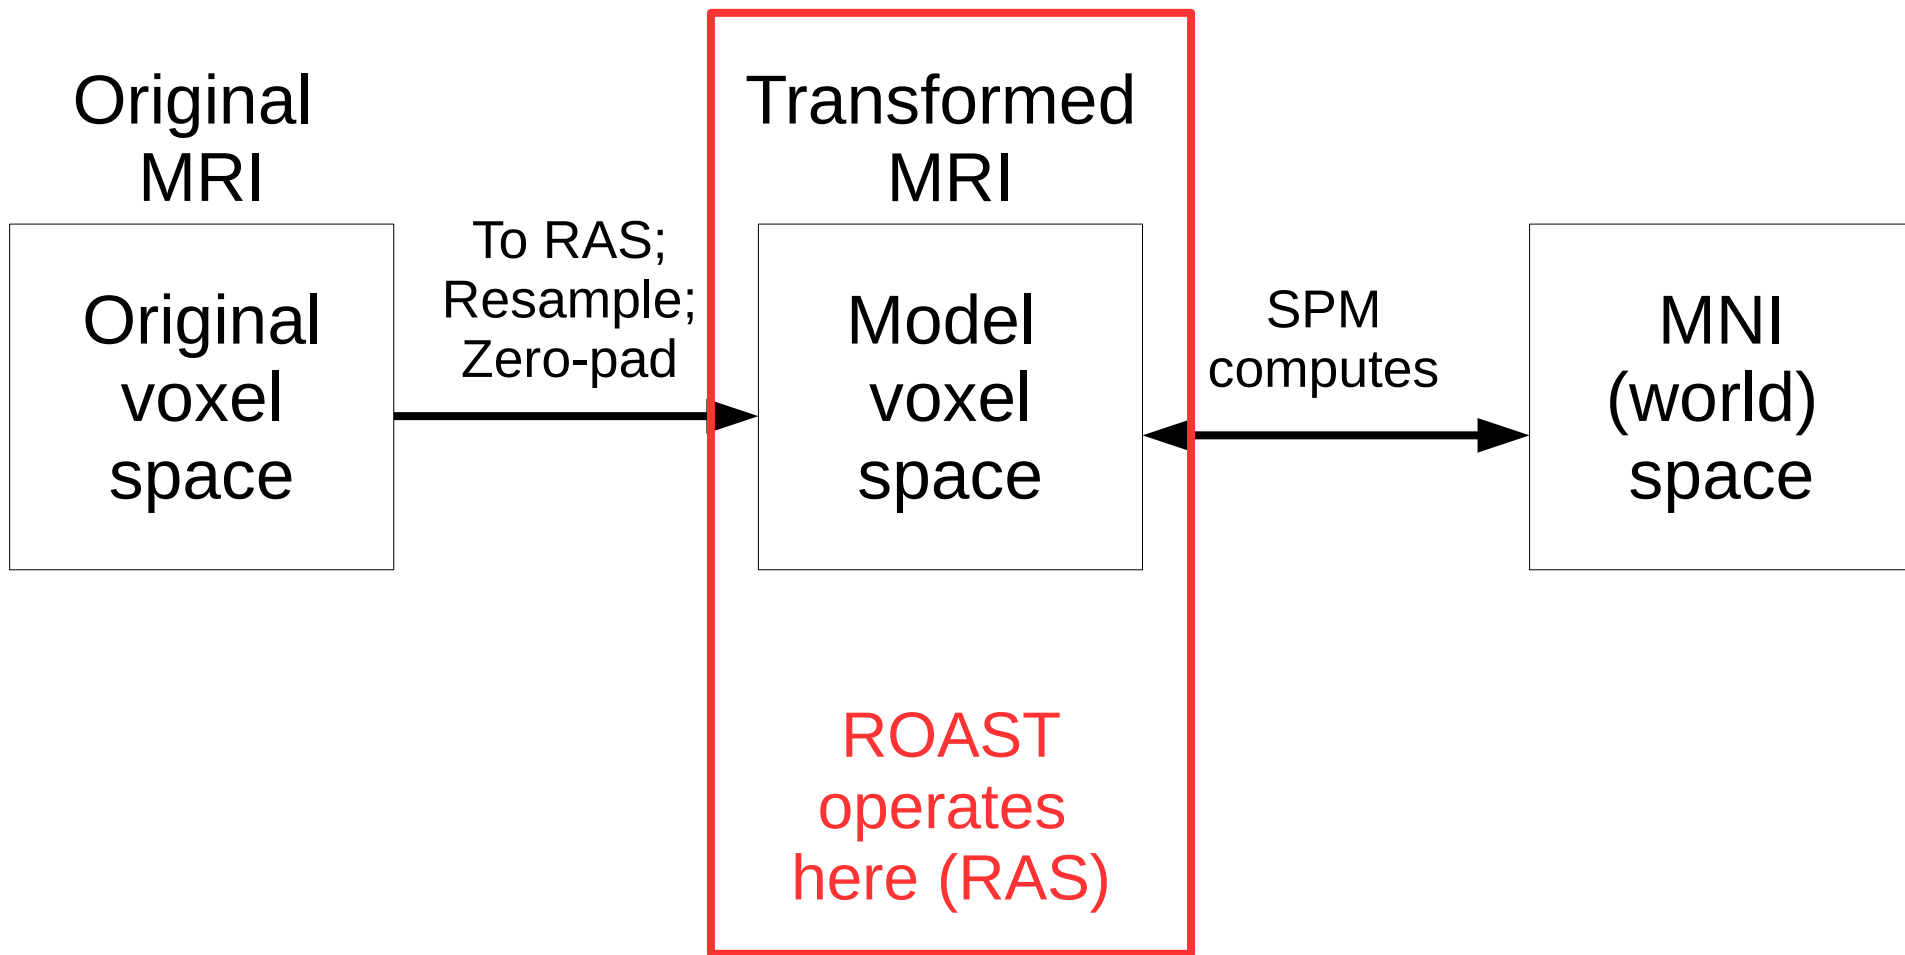 Original
MRI
Original
voxel
space
To RAS;
Resample;
Zero-pad
Transformed
MRI
Model
voxel
space
ROAST
operates
here (RAS)
SPM
computes
MNI
(world)
space